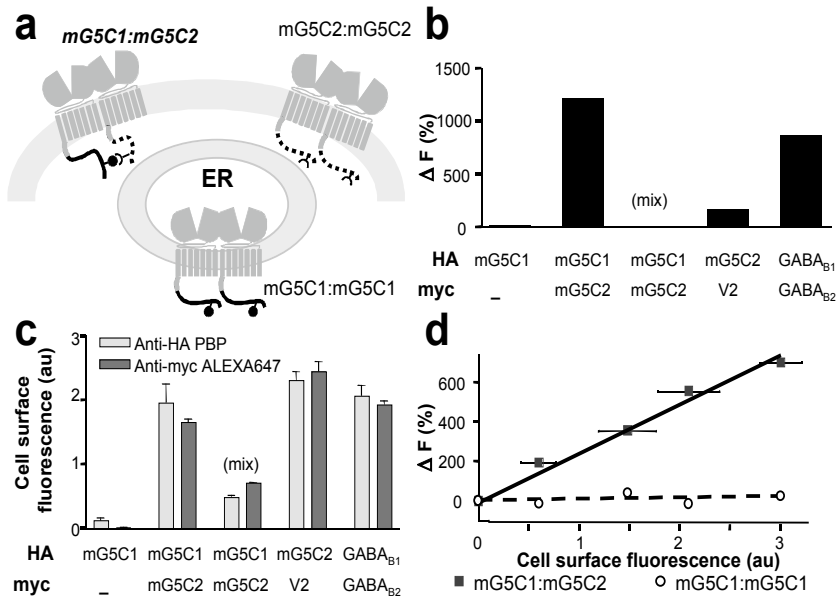 a
mG5C1:mG5C2
mG5C2:mG5C2
ER
mG5C1:mG5C1
b
Δ F (%)
1500
1000
500
0
(mix)
HA mG5C1 mG5C1 mG5C1 mG5C2 GABAB1
myc – mG5C2 mG5C2 V2 GABAB2
c
Cell surface
fluorescence (au)
3
2
1
0
Anti-HA PBP
Anti-myc ALEXA647
(mix)
HA mG5C1 mG5C1 mG5C1 mG5C2 GABAB1
myc – mG5C2 mG5C2 V2 GABAB2
d
Δ F (%)
600
400
200
0
0 1 2 3
Cell surface fluorescence (au)
mG5C1:mG5C2 mG5C1:mG5C1